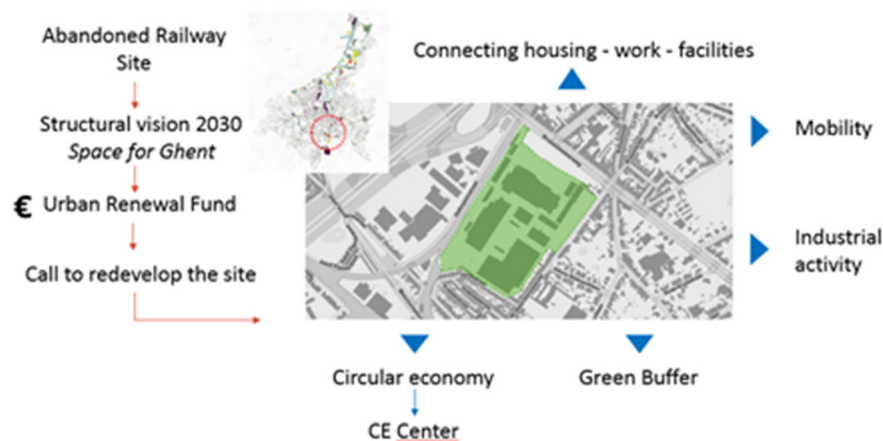 Abandoned Railway
Site
Structural vision 2030
Space for Ghent
€ Urban Renewal Fund
Call to redevelop the site
Connecting housing - work - facilities
Mobility
Industrial
activity
Circular economy
CE Center
Green Buffer